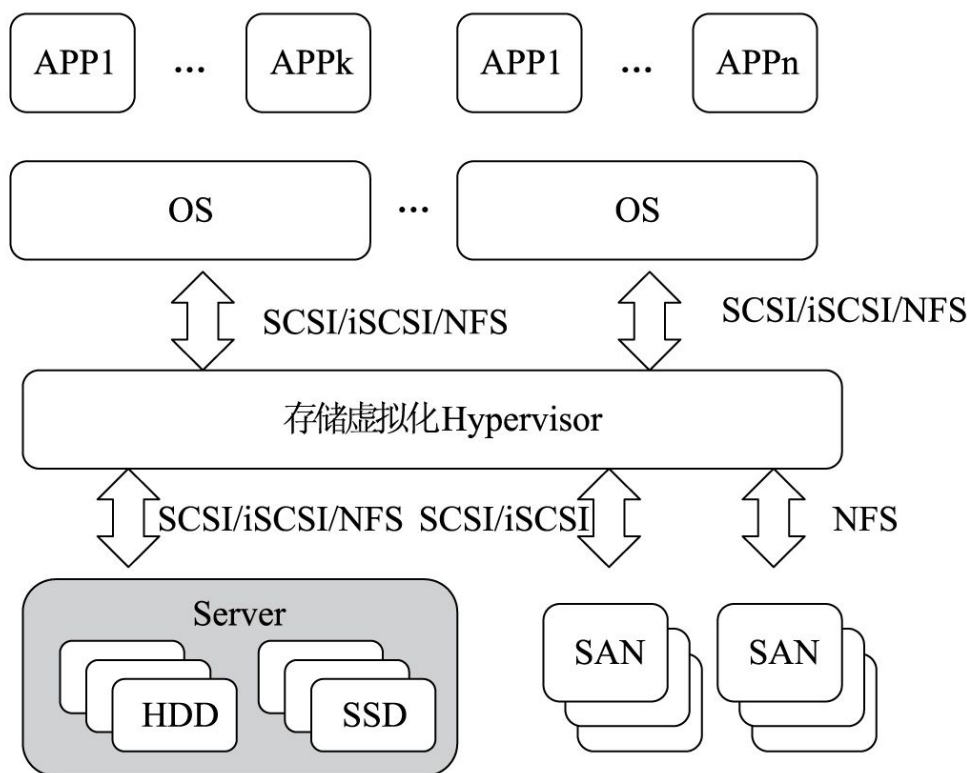 APP1 ... APPk APP1 ... APPn
OS ... OS
SCSI/iSCSI/NFS SCSI/iSCSI/NFS
存储虚拟化Hypervisor
SCSI/iSCSI/NFS SCSI/iSCSI NFS
Server
SAN SAN
HDD SSD